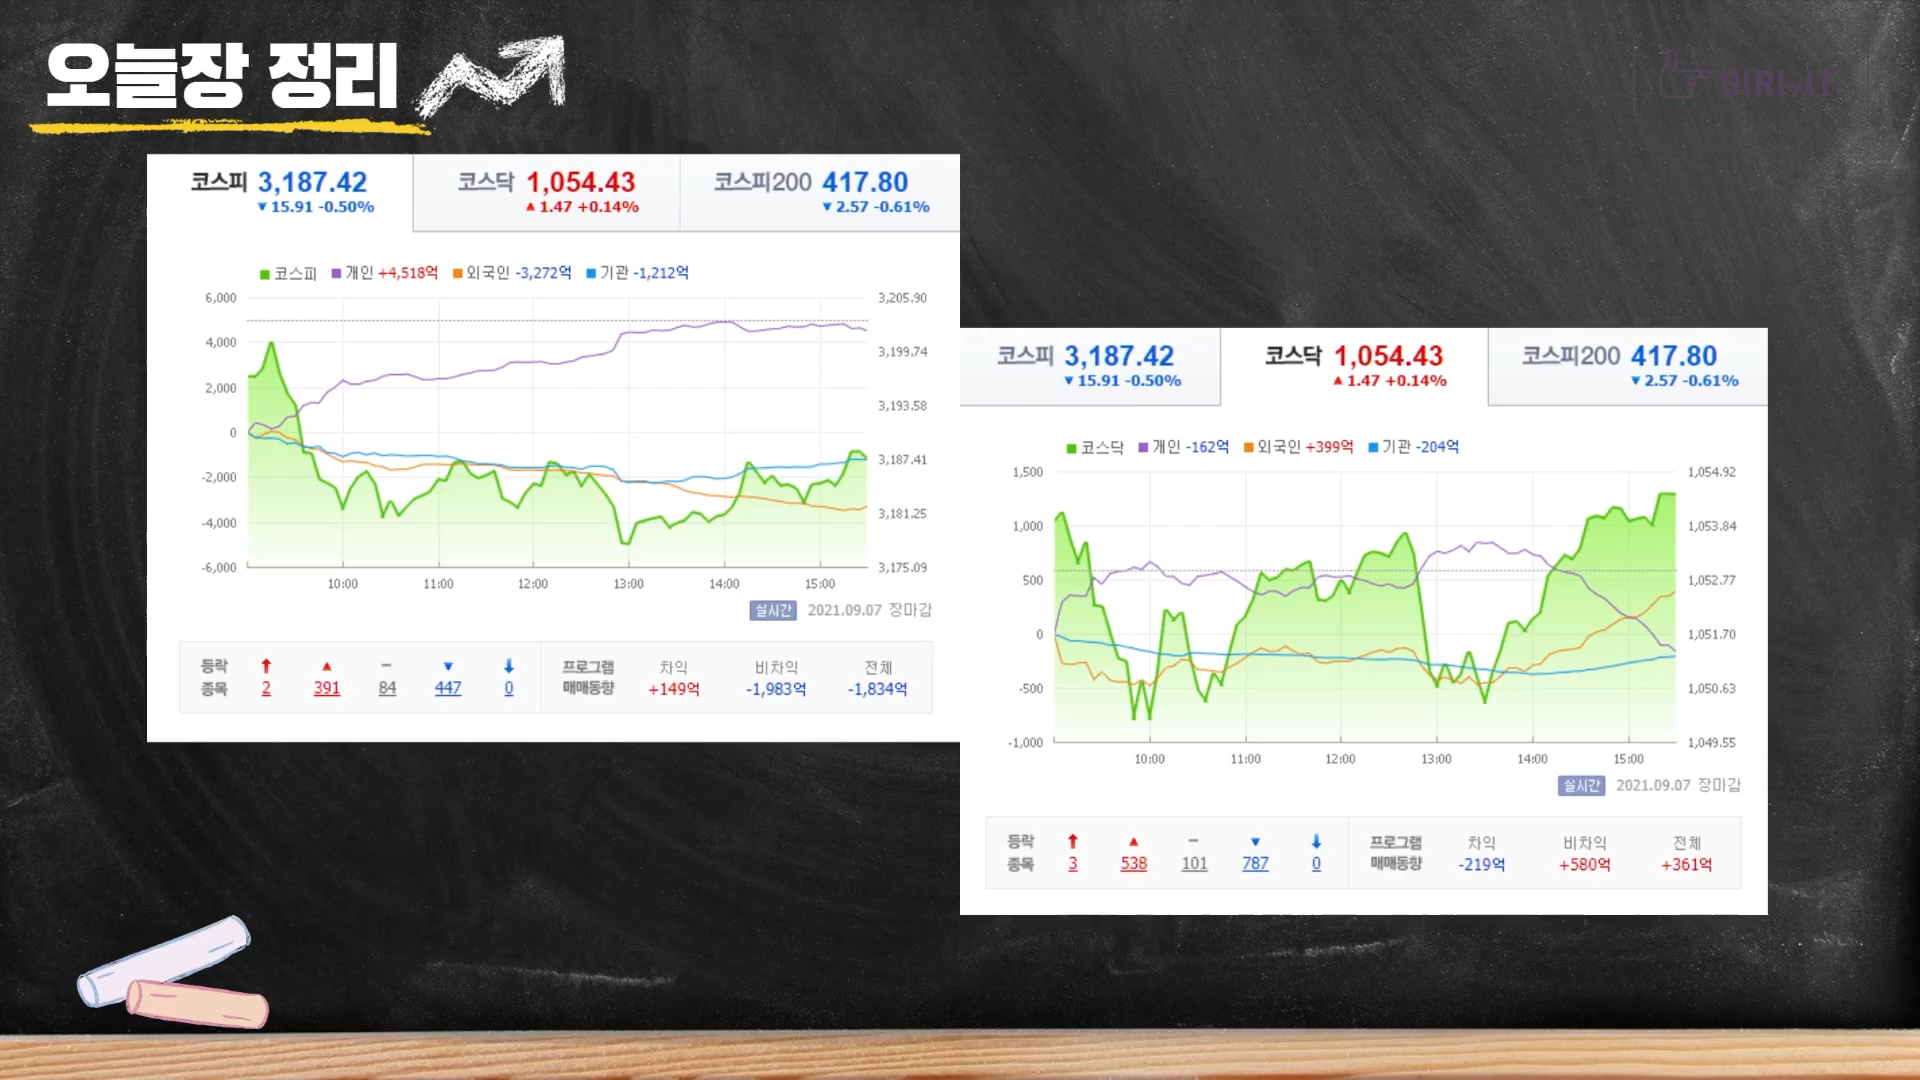 오늘장 정리
GIRI-IT
코스피 3,187.42
▼15.91 -0.50%
코스닥 1,054.43
▲1.47 +0.14%
코스피200 417.80
▼2.57 -0.61%
코스피 개인 +4,518억 외국인 -3,272억 기관 -1,212억
6,000
4,000
2,000
0
-2,000
-4,000
-6,000
3,205.90
3,199.74
3,193.58
3,187.41
3,181.25
3,175.09
10:00 11:00 12:00 13:00 14:00 15:00
실시간 2021.09.07 장마감
등락
종목
↑ ▲ − ▼ ↓
2 391 84 447 0
프로그램
매매동향
차익 비차익 전체
+149억 -1,983억 -1,834억
코스피 3,187.42
▼15.91 -0.50%
코스닥 1,054.43
▲1.47 +0.14%
코스피200 417.80
▼2.57 -0.61%
코스닥 개인 -162억 외국인 +399억 기관 -204억
1,500
1,000
500
0
-500
-1,000
1,054.92
1,053.84
1,052.77
1,051.70
1,050.63
1,049.55
10:00 11:00 12:00 13:00 14:00 15:00
실시간 2021.09.07 장마감
등락
종목
↑ ▲ − ▼ ↓
3 538 101 787 0
프로그램
매매동향
차익 비차익 전체
-219억 +580억 +361억